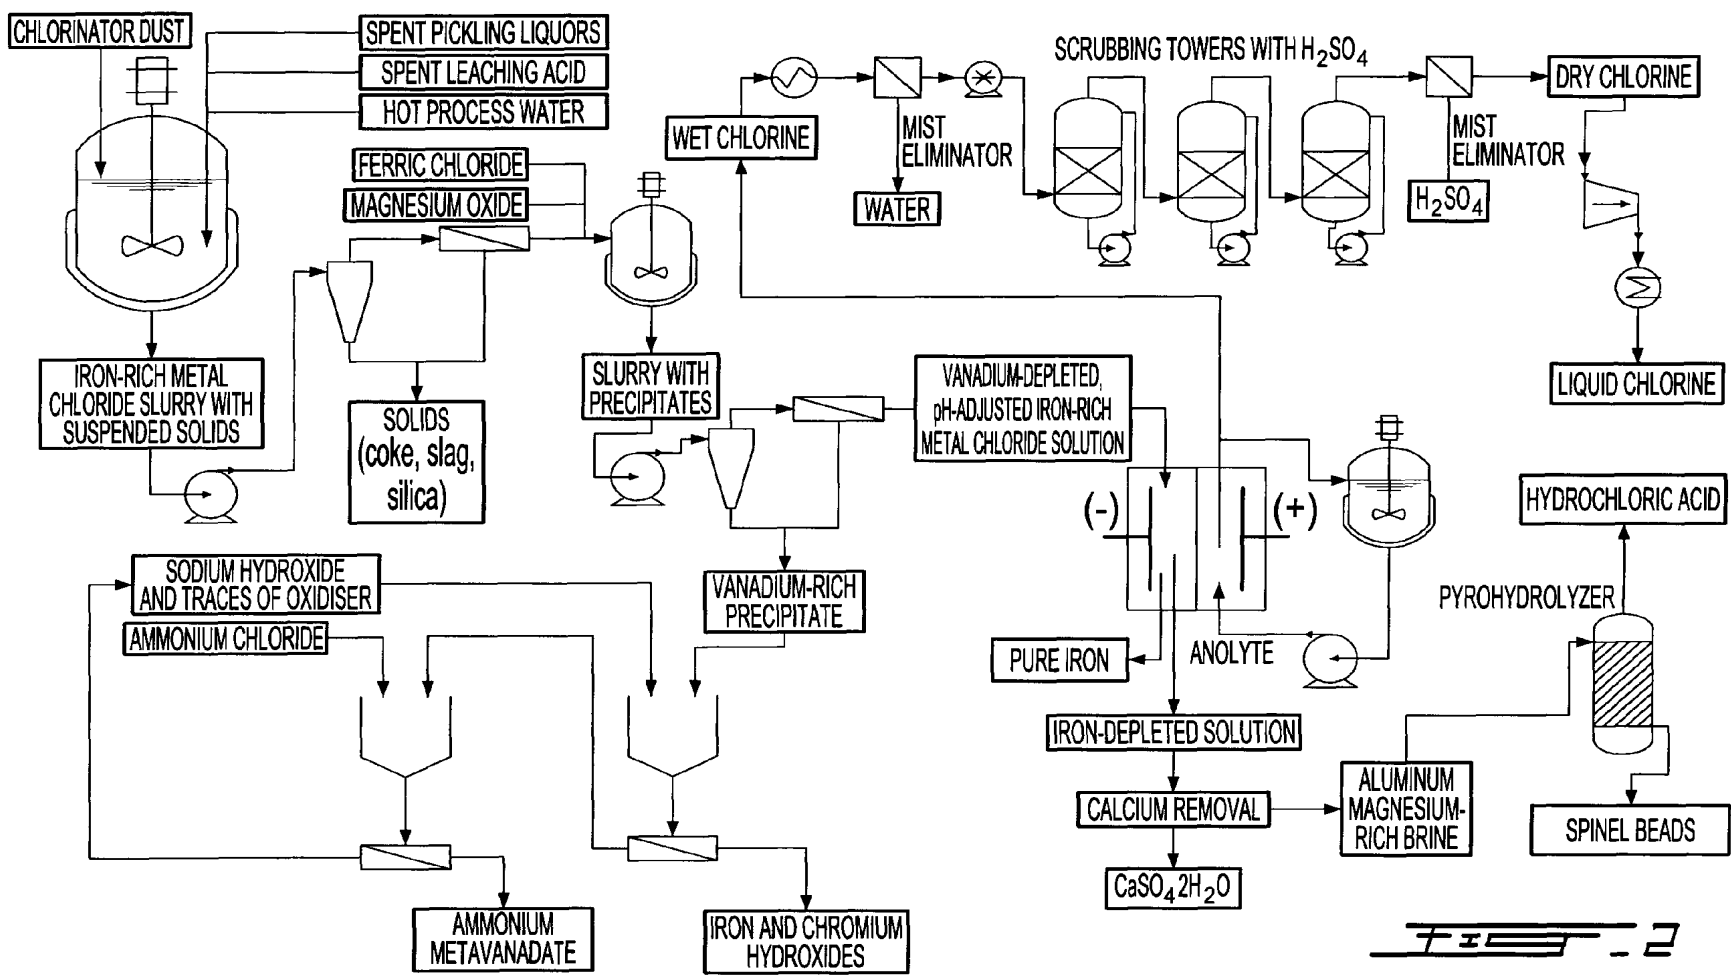 CHLORINATOR DUST
SPENT PICKLING LIQUORS
SPENT LEACHING ACID
HOT PROCESS WATER
FERRIC CHLORIDE
MAGNESIUM OXIDE
IRON-RICH METAL
CHLORIDE SLURRY WITH
SUSPENDED SOLIDS
SOLIDS
(coke, slag,
silica)
SLURRY WITH
PRECIPITATES
WET CHLORINE
MIST
ELIMINATOR
WATER
SCRUBBING TOWERS WITH H₂SO₄
MIST
ELIMINATOR
H₂SO₄
DRY CHLORINE
LIQUID CHLORINE
VANADIUM-DEPLETED,
pH-ADJUSTED IRON-RICH
METAL CHLORIDE SOLUTION
(-)
(+)
VANADIUM-RICH
PRECIPITATE
SODIUM HYDROXIDE
AND TRACES OF OXIDISER
AMMONIUM CHLORIDE
AMMONIUM
METAVANADATE
IRON AND CHROMIUM
HYDROXIDES
PURE IRON
ANOLYTE
IRON-DEPLETED SOLUTION
CALCIUM REMOVAL
CaSO₄2H₂O
ALUMINUM
MAGNESIUM-
RICH BRINE
HYDROCHLORIC ACID
PYROHYDROLYZER
SPINEL BEADS
FIG. 2